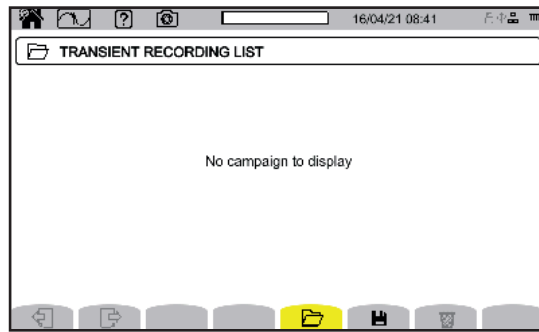 ?
16/04/21 08:41
TRANSIENT RECORDING LIST
No campaign to display